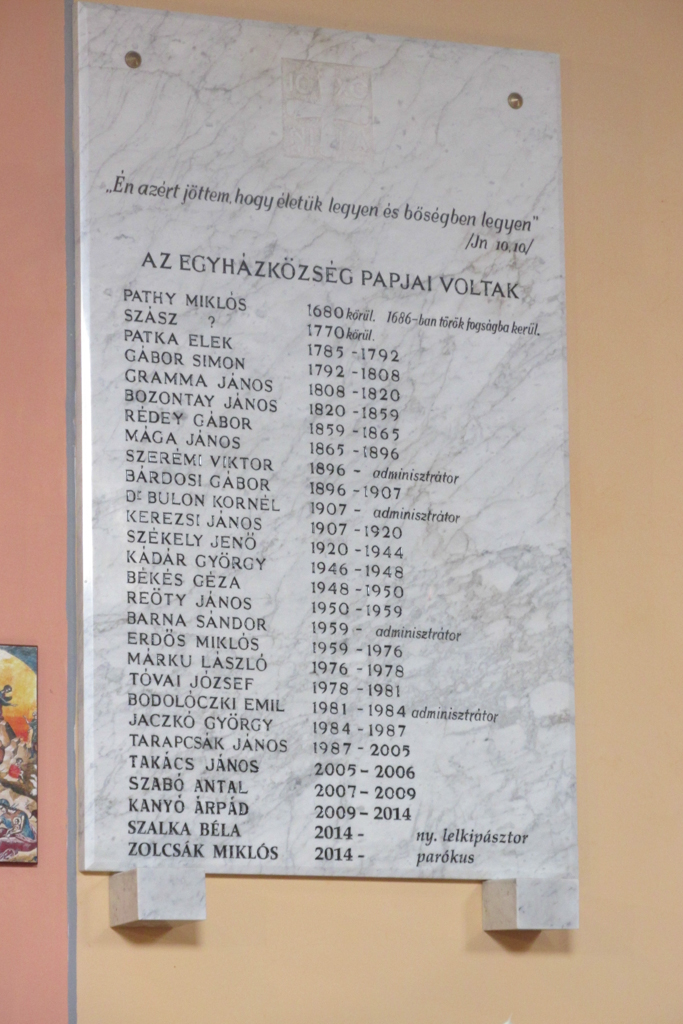 „Én azért jöttem, hogy életük legyen és bőségben legyen"
/Jn 10.10/
AZ EGYHÁZKÖZSÉG PAPJAI VOLTAK
PATHY MIKLÓS 1680 körül. 1686-ban török fogságba kerül.
SZÁSZ ? 1770 körül.
PATKA ELEK 1785 - 1792
GÁBOR SIMON 1792 - 1808
GRAMMA JÁNOS 1808 - 1820
BOZONTAY JÁNOS 1820 - 1859
RÉDEY GÁBOR 1859 - 1865
MÁGA JÁNOS 1865 - 1896
SZERÉMI VIKTOR 1896 - adminisztrátor
BÁRDOSI GÁBOR 1896 - 1907
Dr BULON KORNÉL 1907 - adminisztrátor
KEREZSI JÁNOS 1907 - 1920
SZÉKELY JENŐ 1920 - 1944
KÁDÁR GYÖRGY 1946 - 1948
BÉKÉS GÉZA 1948 - 1950
REÖTY JÁNOS 1950 - 1959
BARNA SÁNDOR 1959 - adminisztrátor
ERDŐS MIKLÓS 1959 - 1976
MÁRKU LÁSZLÓ 1976 - 1978
TÓVAI JÓZSEF 1978 - 1981
BODOLÓCZKI EMIL 1981 - 1984 adminisztrátor
JACZKÓ GYÖRGY 1984 - 1987
TARAPCSÁK JÁNOS 1987 - 2005
TAKÁCS JÁNOS 2005 - 2006
SZABÓ ANTAL 2007 - 2009
KANYÓ ÁRPÁD 2009 - 2014
SZALKA BÉLA 2014 - ny. lelkipásztor
ZOLCSÁK MIKLÓS 2014 - parókus